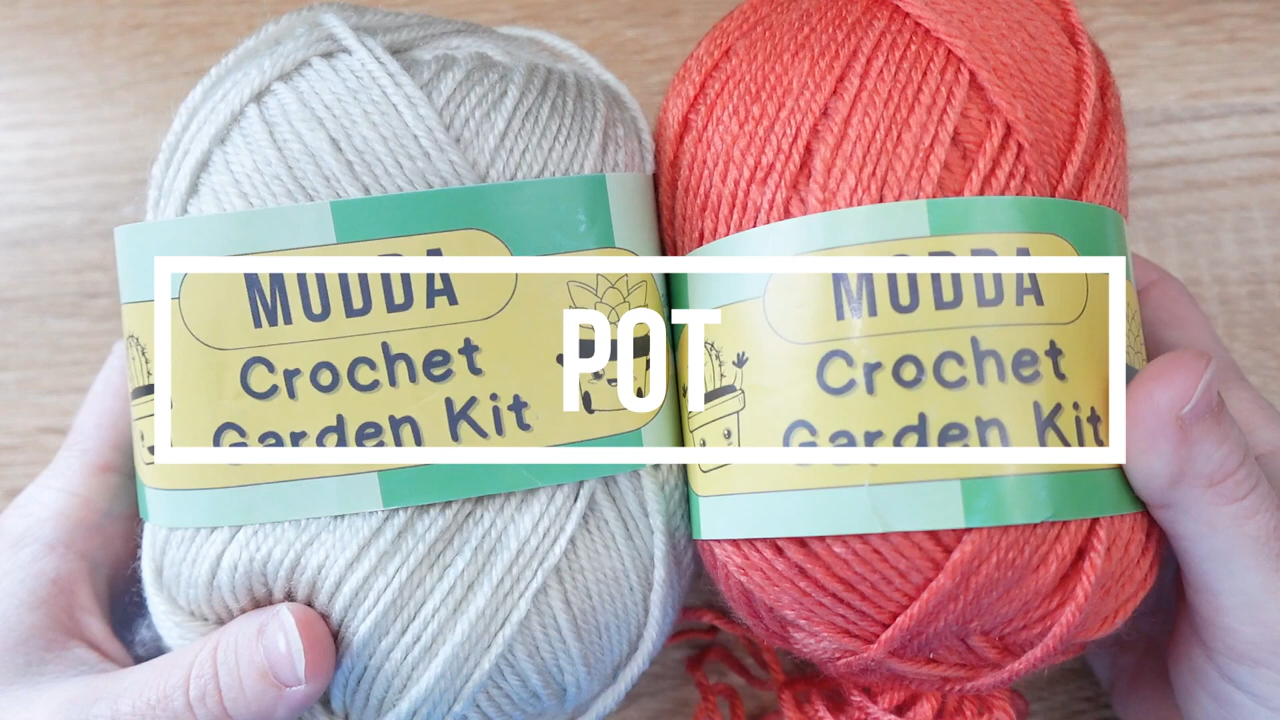 MUDDA
Crochet
Garden Kit
POT
MUDDA
Crochet
Garden Kit